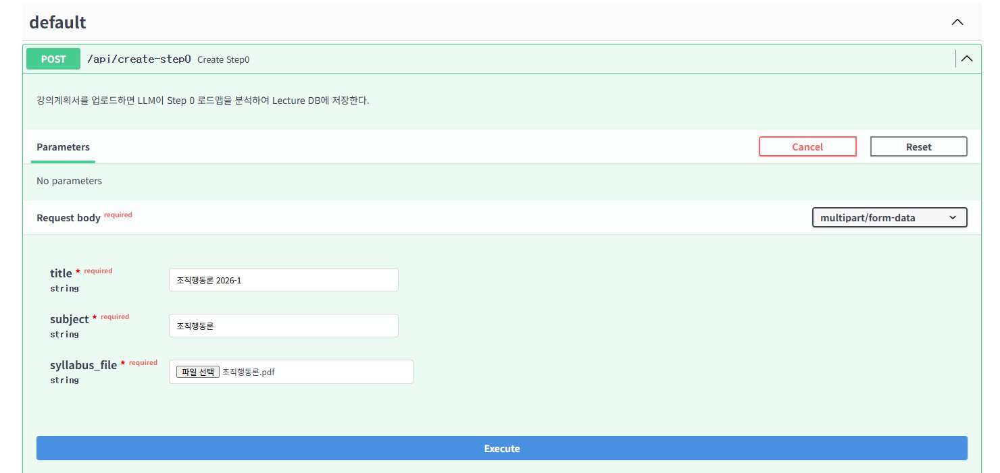 default
POST /api/create-step0 Create Step0
강의계획서를 업로드하면 LLM이 Step 0 로드맵을 분석하여 Lecture DB에 저장한다.
Parameters Cancel Reset
No parameters
Request body required multipart/form-data
title * required
string
조직행동론 2026-1
subject * required
string
조직행동론
syllabus_file * required
string
파일 선택 조직행동론.pdf
Execute